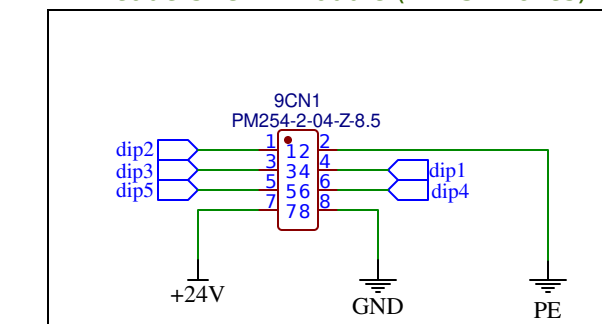 9CN1
PM254-2-04-Z-8.5
dip2 1 12 2
dip3 3 34 4 dip1
dip5 5 56 6 dip4
7 78 8
+24V GND PE